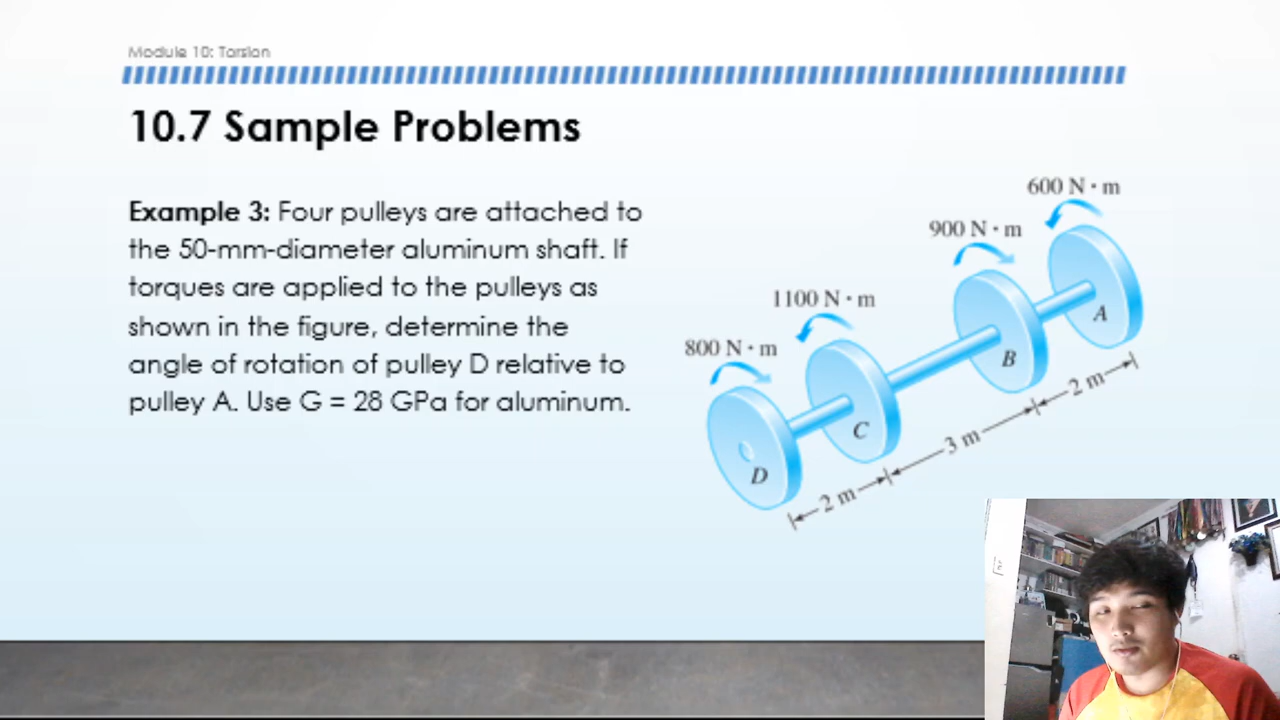 Module 10: Torsion
10.7 Sample Problems
Example 3: Four pulleys are attached to
the 50-mm-diameter aluminum shaft. If
torques are applied to the pulleys as
shown in the figure, determine the
angle of rotation of pulley D relative to
pulley A. Use G = 28 GPa for aluminum.
600 N · m
900 N · m
1100 N · m
800 N · m
A
B
C
D
2 m
3 m
2 m